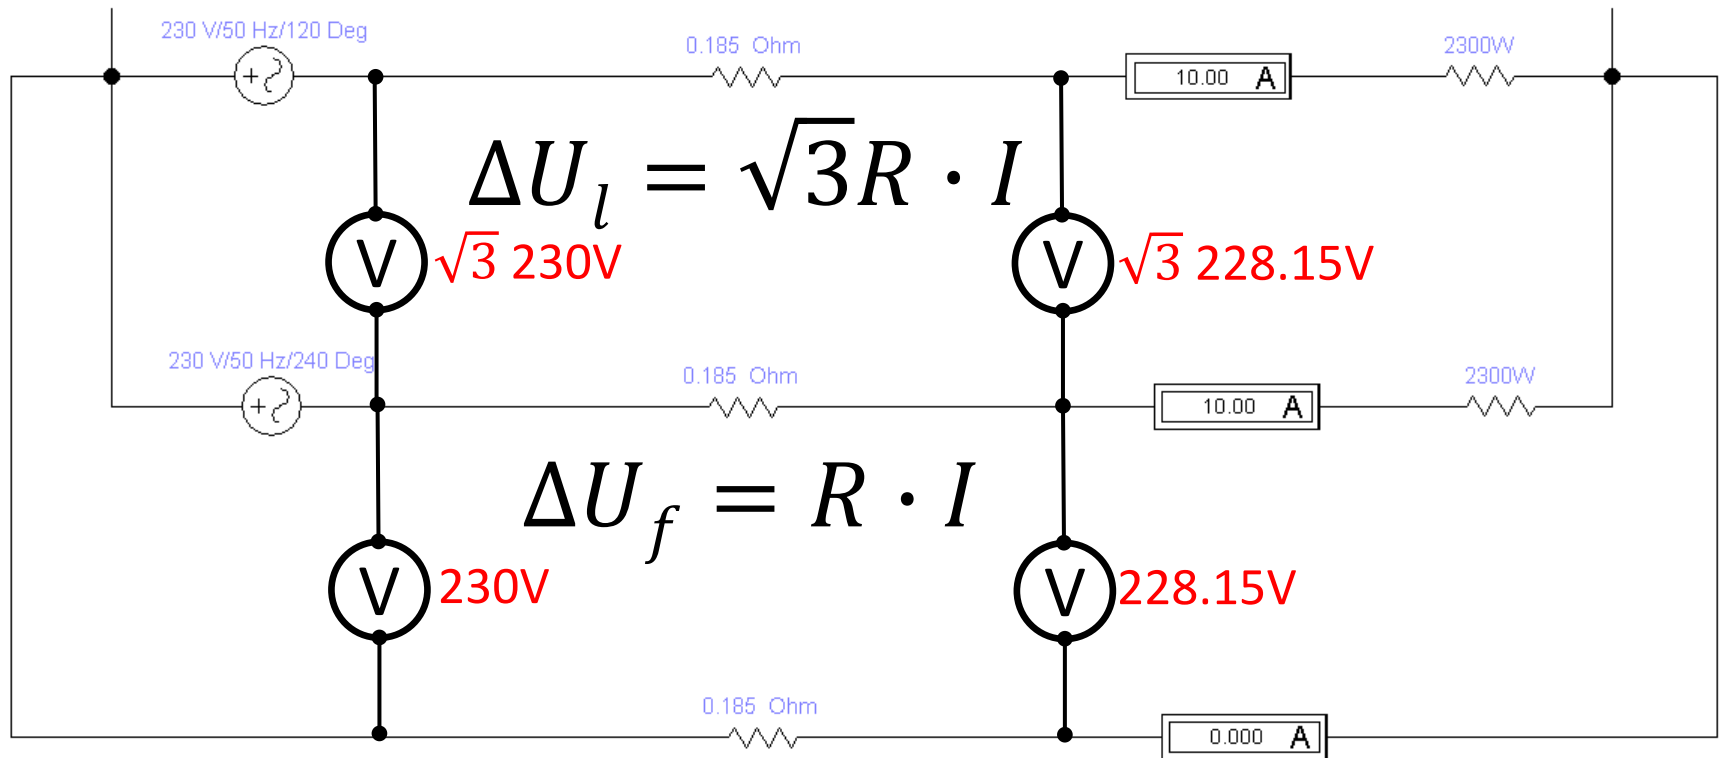 230 V/50 Hz/120 Deg
0.185 Ohm
10.00 A
2300W
ΔU_l = √3R · I
V √3 230V
V √3 228.15V
230 V/50 Hz/240 Deg
0.185 Ohm
10.00 A
2300W
ΔU_f = R · I
V 230V
V 228.15V
0.185 Ohm
0.000 A